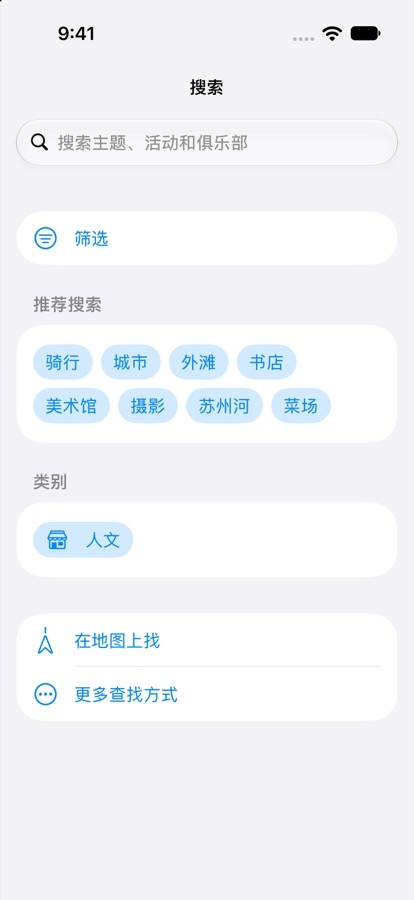 9:41
搜索
搜索主题、活动和俱乐部
筛选
推荐搜索
骑行 城市 外滩 书店
美术馆 摄影 苏州河 菜场
类别
人文
在地图上找
更多查找方式